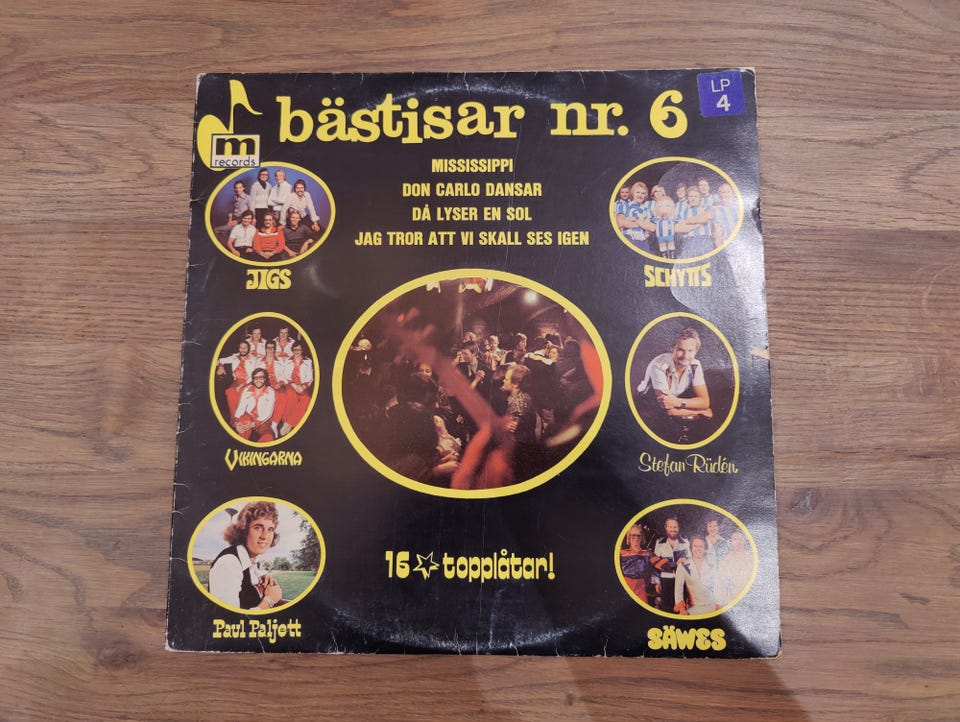 bästisar nr. 6
LP
4
m
records
MISSISSIPPI
DON CARLO DANSAR
DÅ LYSER EN SOL
JAG TROR ATT VI SKALL SES IGEN
JIGS
SCHYTTS
VIKINGARNA
Stefan Rüdén
16 topplåtar!
Paul Paljett
SÄWES